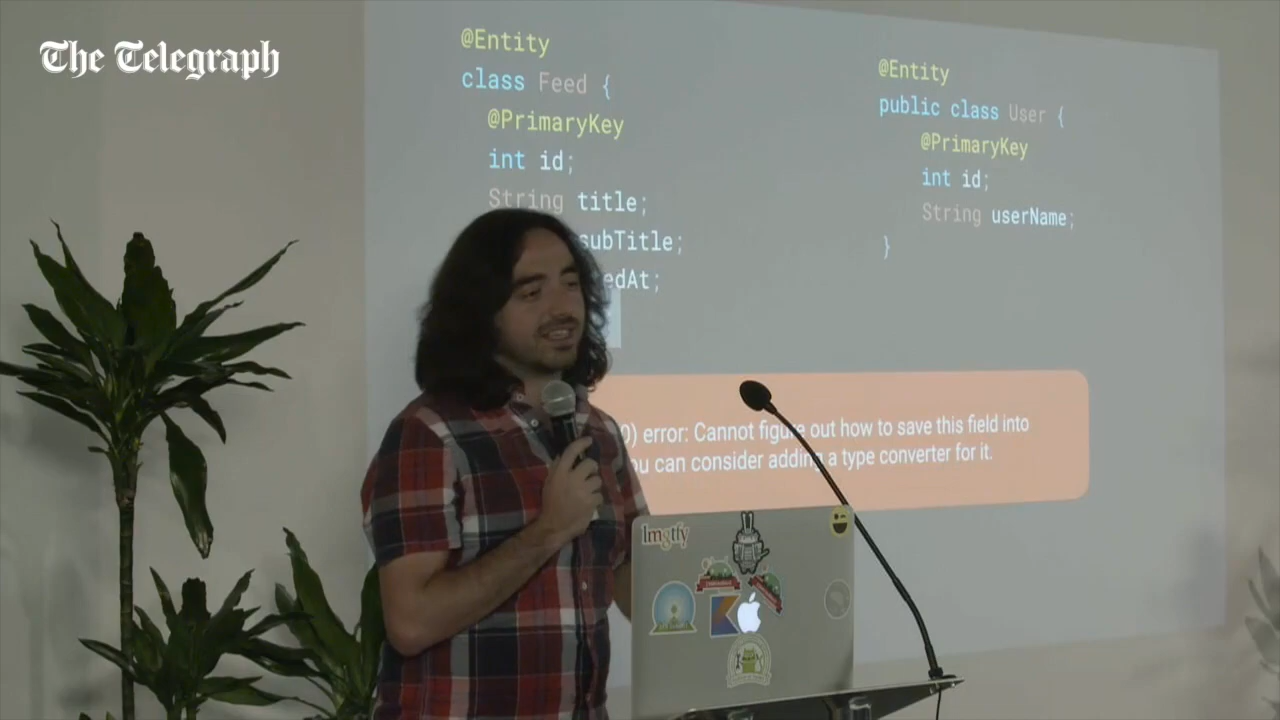 The Telegraph
@Entity
class Feed {
@PrimaryKey
int id;
String title;
subTitle;
edAt;
@Entity
public class User {
@PrimaryKey
int id;
String userName;
}
0) error: Cannot figure out how to save this field into
ou can consider adding a type converter for it.
lmgtfy